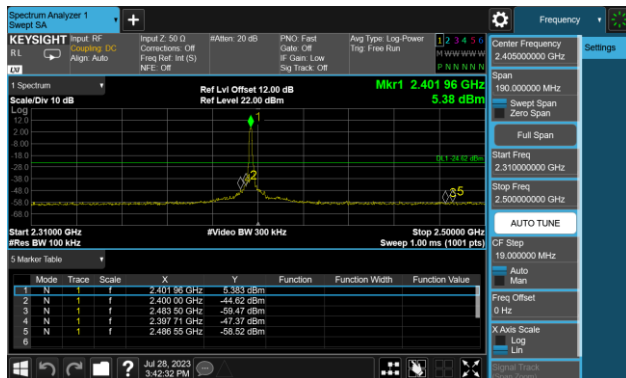 Spectrum Analyzer 1
Swept SA
+
Frequency
KEYSIGHT Input: RF Input Z: 50 Ω #Atten: 20 dB PNO: Fast Avg Type: Log-Power 1 2 3 4 5 6
RL Coupling: DC Corrections: Off Gate: Off Trig: Free Run M W W W W W
Align: Auto Freq Ref: Int (S) IF Gain: Low P N N N N N
LXI NFE: Off Sig Track: Off
Center Frequency
2.405000000 GHz
Settings
1 Spectrum
Ref Lvl Offset 12.00 dB
Mkr1 2.401 96 GHz
Scale/Div 10 dB
Ref Level 22.00 dBm
5.38 dBm
Log
12.0
2.00
-8.00
-18.0
-28.0
-38.0
-48.0
-58.0
-68.0
1
DL1 -24.62 dBm
2
5
Start 2.31000 GHz
#Video BW 300 kHz
Stop 2.50000 GHz
#Res BW 100 kHz
Sweep 1.00 ms (1001 pts)
Span
190.000000 MHz
Swept Span
Zero Span
Full Span
Start Freq
2.310000000 GHz
Stop Freq
2.500000000 GHz
AUTO TUNE
CF Step
19.000000 MHz
Auto
Man
Freq Offset
0 Hz
X Axis Scale
Log
Lin
Signal Track
(Span Zoom)
5 Marker Table
Mode Trace Scale X Y Function Function Width Function Value
1 N 1 f 2.401 96 GHz 5.383 dBm
2 N 1 f 2.400 00 GHz -44.62 dBm
3 N 1 f 2.483 50 GHz -59.47 dBm
4 N 1 f 2.397 71 GHz -47.37 dBm
5 N 1 f 2.486 55 GHz -58.52 dBm
6
?
Jul 28, 2023
3:42:32 PM